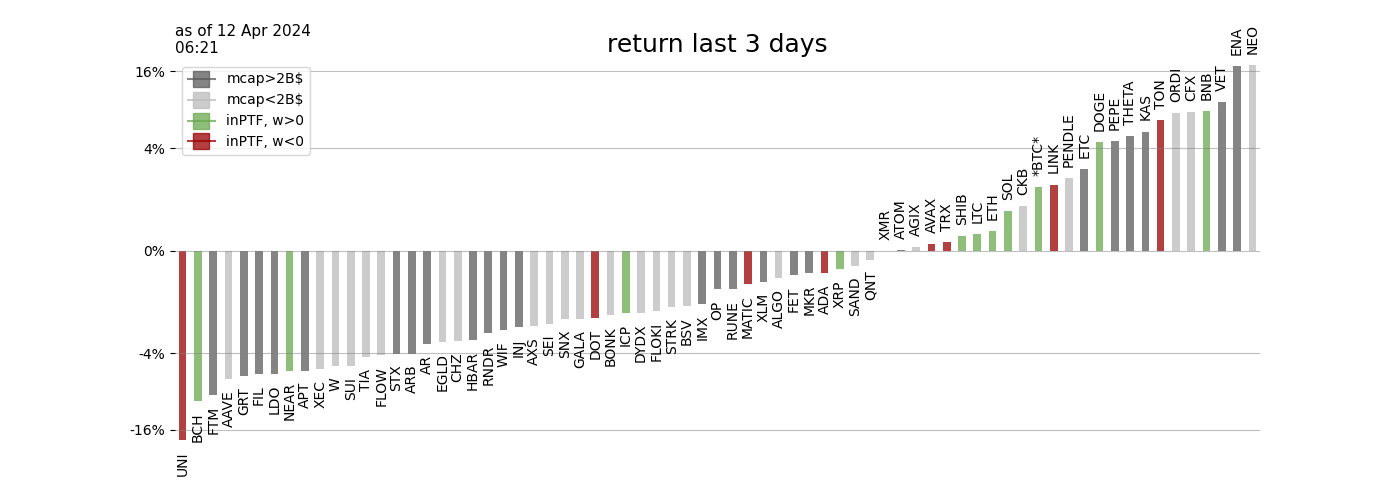 as of 12 Apr 2024
06:21
return last 3 days
mcap>2B$
mcap<2B$
inPTF, w>0
inPTF, w<0
16%
4%
0%
-4%
-16%
UNI
BCH
FTM
AAVE
GRT
FIL
LDO
NEAR
APT
XEC
W
SUI
TIA
FLOW
STX
ARB
AR
EGLD
CHZ
HBAR
RNDR
WIF
INJ
AXS
SEI
SNX
GALA
DOT
BONK
ICP
DYDX
FLOKI
STRK
BSV
IMX
OP
RUNE
MATIC
XLM
ALGO
FET
MKR
ADA
XRP
SAND
QNT
XMR
ATOM
AGIX
AVAX
TRX
SHIB
LTC
ETH
SOL
CKB
*BTC*
LINK
PENDLE
ETC
DOGE
PEPE
THETA
KAS
TON
ORDI
CFX
BNB
VET
ENA
NEO